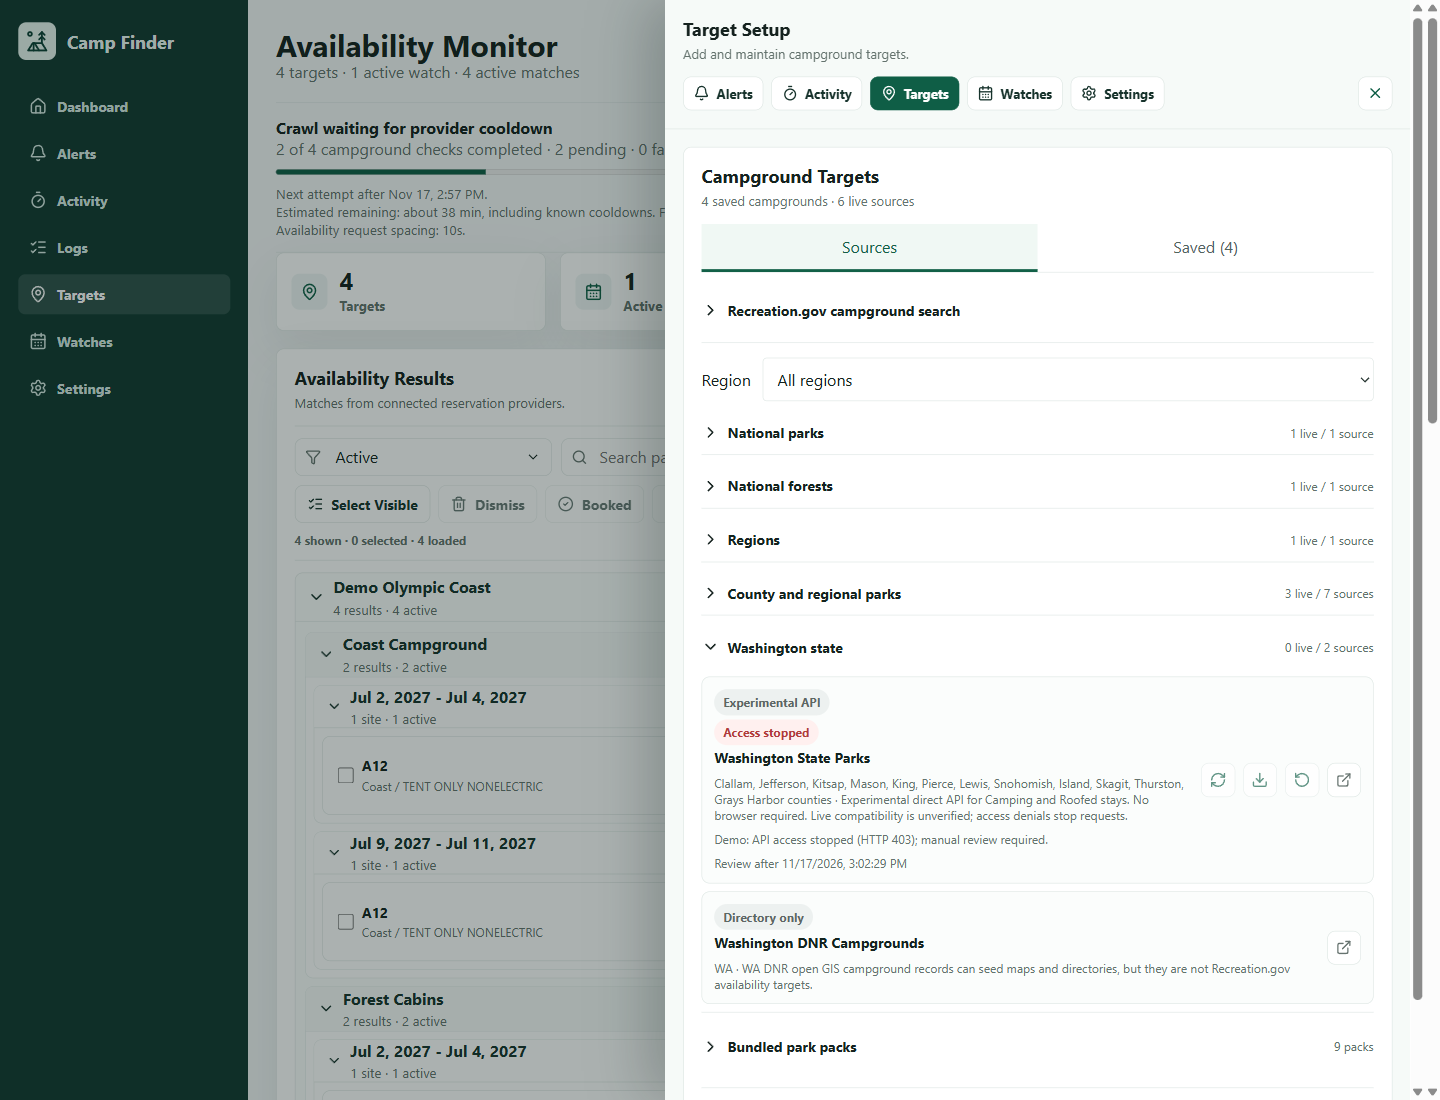 Camp Finder
Dashboard
Alerts
Activity
Logs
Targets
Watches
Settings
Availability Monitor
4 targets · 1 active watch · 4 active matches
Crawl waiting for provider cooldown
2 of 4 campground checks completed · 2 pending · 0 fa
Next attempt after Nov 17, 2:57 PM.
Estimated remaining: about 38 min, including known cooldowns. F
Availability request spacing: 10s.
4
Targets
1
Active
Availability Results
Matches from connected reservation providers.
Active
Search pa
Select Visible
Dismiss
Booked
4 shown · 0 selected · 4 loaded
Demo Olympic Coast
4 results · 4 active
Coast Campground
2 results · 2 active
Jul 2, 2027 - Jul 4, 2027
1 site · 1 active
A12
Coast / TENT ONLY NONELECTRIC
Jul 9, 2027 - Jul 11, 2027
1 site · 1 active
A12
Coast / TENT ONLY NONELECTRIC
Forest Cabins
2 results · 2 active
Jul 2, 2027 - Jul 4, 2027
1 site · 1 active
Target Setup
Add and maintain campground targets.
Alerts
Activity
Targets
Watches
Settings
Campground Targets
4 saved campgrounds · 6 live sources
Sources
Saved (4)
Recreation.gov campground search
Region
All regions
National parks
1 live / 1 source
National forests
1 live / 1 source
Regions
1 live / 1 source
County and regional parks
3 live / 7 sources
Washington state
0 live / 2 sources
Experimental API
Access stopped
Washington State Parks
Clallam, Jefferson, Kitsap, Mason, King, Pierce, Lewis, Snohomish, Island, Skagit, Thurston,
Grays Harbor counties · Experimental direct API for Camping and Roofed stays. No
browser required. Live compatibility is unverified; access denials stop requests.
Demo: API access stopped (HTTP 403); manual review required.
Review after 11/17/2026, 3:02:29 PM
Directory only
Washington DNR Campgrounds
WA · WA DNR open GIS campground records can seed maps and directories, but they are not Recreation.gov
availability targets.
Bundled park packs
9 packs